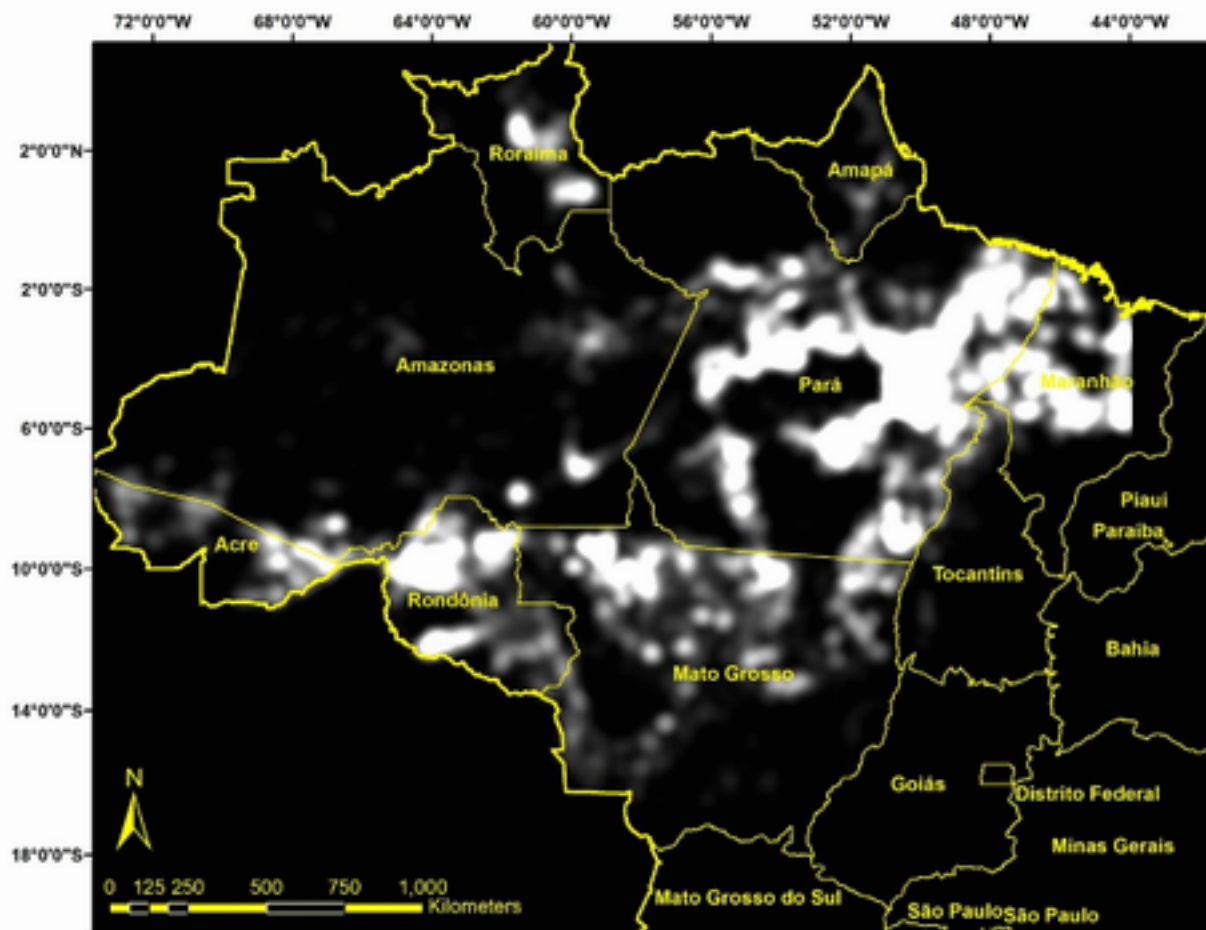 72°0'0"W 68°0'0"W 64°0'0"W 60°0'0"W 56°0'0"W 52°0'0"W 48°0'0"W 44°0'0"W
2°0'0"N
Roraima
Amapá
2°0'0"S
Amazonas
Pará
Maranhão
6°0'0"S
Piaui
Paraíba
Acre
10°0'0"S
Tocantins
Rondônia
Bahia
Mato Grosso
14°0'0"S
N
Goiás
Distrito Federal
Minas Gerais
18°0'0"S
0 125 250 500 750 1,000
Kilometers
Mato Grosso do Sul
São Paulo
São Paulo